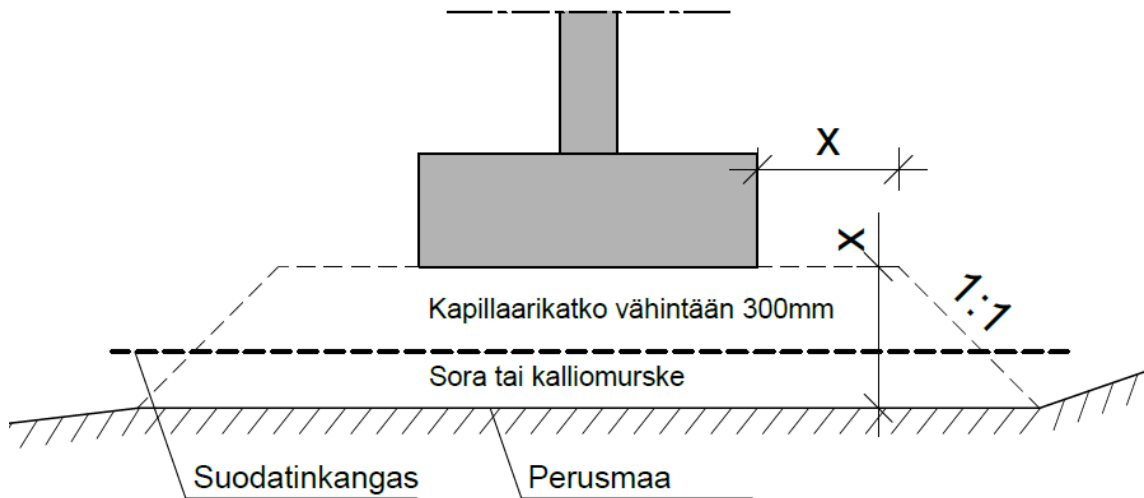 X
X
1:1
Kapillaarikatko vähintään 300mm
Sora tai kalliomurske
Suodatinkangas
Perusmaa